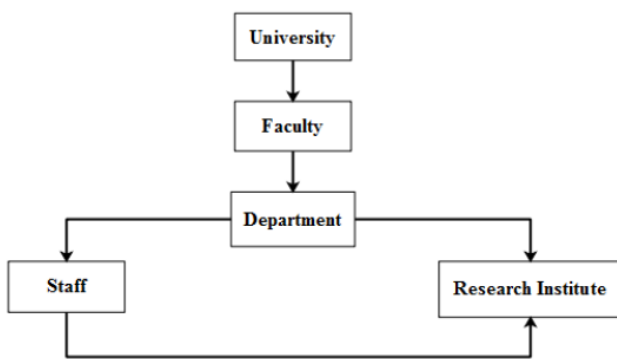 University
Faculty
Department
Staff
Research Institute